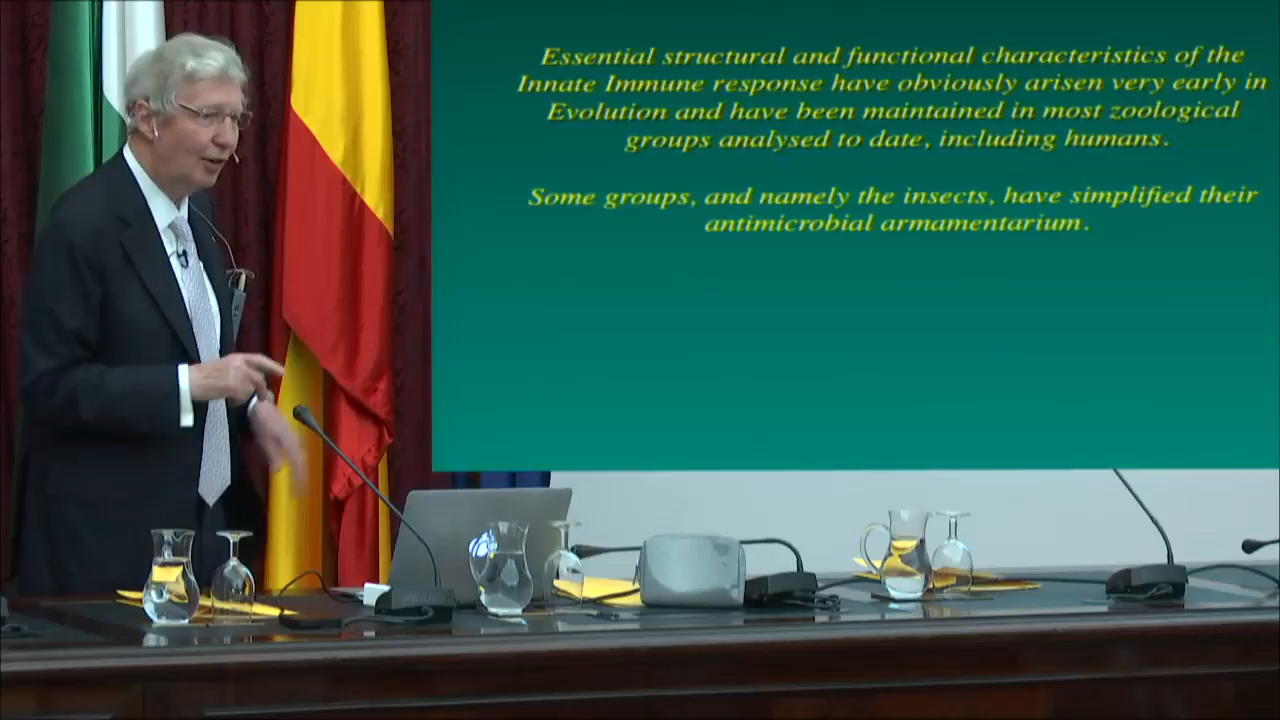 Essential structural and functional characteristics of the
Innate Immune response have obviously arisen very early in
Evolution and have been maintained in most zoological
groups analysed to date, including humans.
Some groups, and namely the insects, have simplified their
antimicrobial armamentarium.